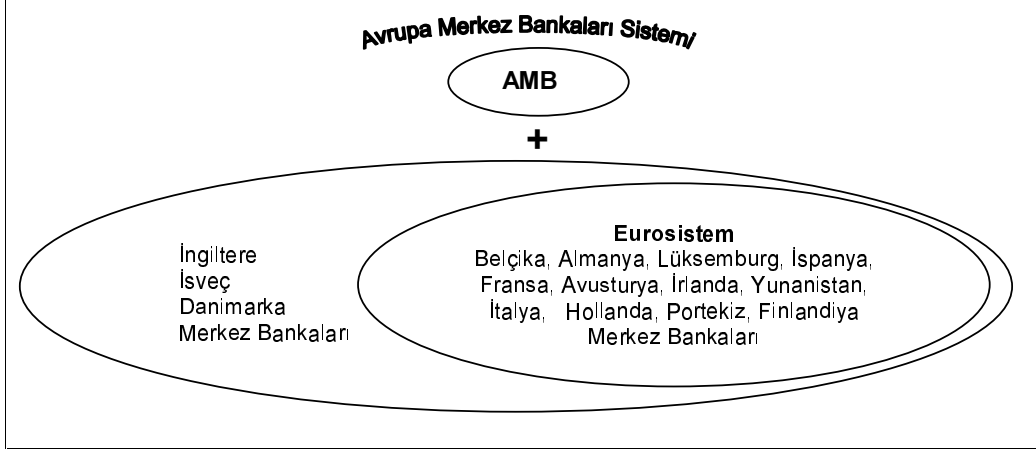 Avrupa Merkez Bankaları Sistemi
AMB
+
İngiltere
İsveç
Danimarka
Merkez Bankaları
Eurosistem
Belçika, Almanya, Lüksemburg, İspanya,
Fransa, Avusturya, İrlanda, Yunanistan,
İtalya, Hollanda, Portekiz, Finlandiya
Merkez Bankaları